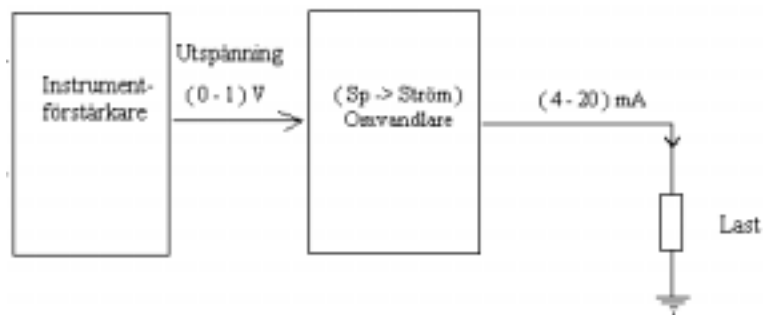 Instrument-
förstärkare
Utspänning
( 0 - 1 ) V
( Sp -> Ström )
Omvandlare
( 4 - 20 ) mA
Last